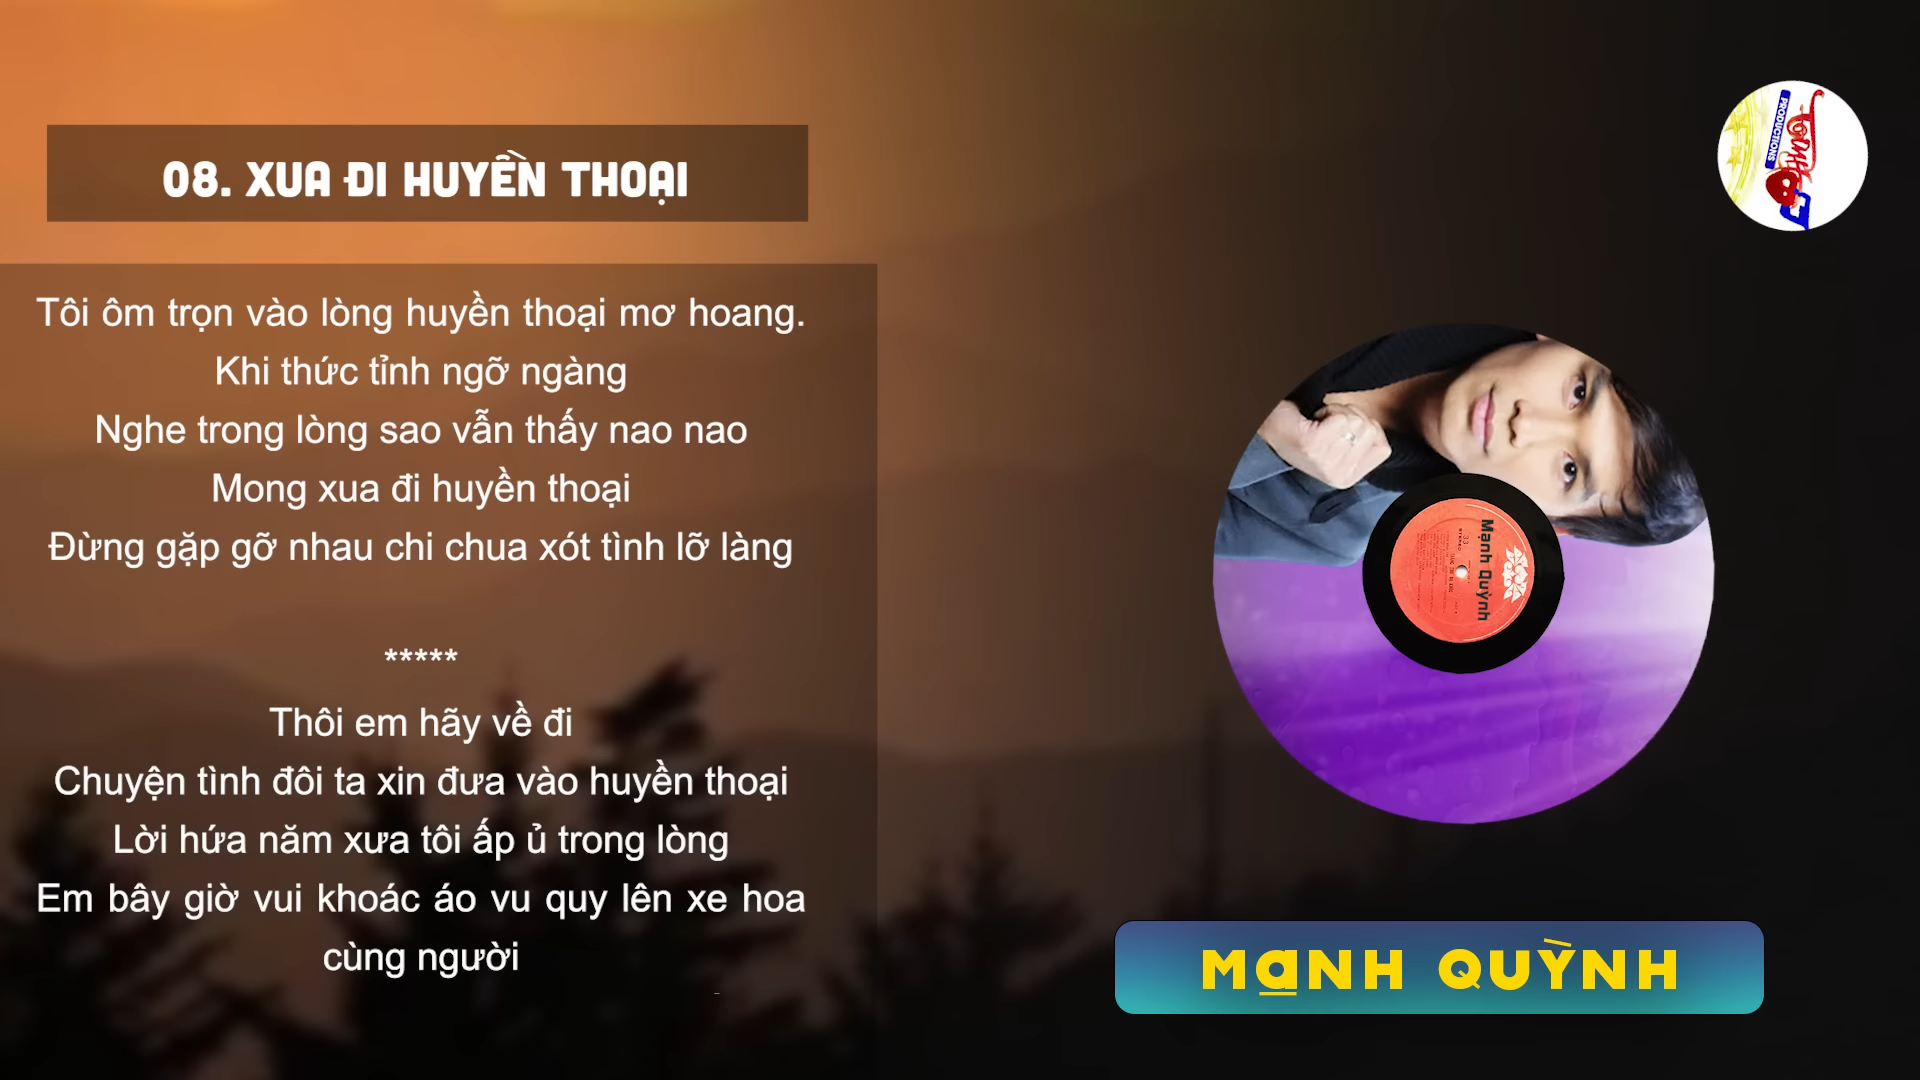 08. XUA ĐI HUYỀN THOẠI
Tôi ôm trọn vào lòng huyền thoại mơ hoang.
Khi thức tỉnh ngỡ ngàng
Nghe trong lòng sao vẫn thấy nao nao
Mong xua đi huyền thoại
Đừng gặp gỡ nhau chi chua xót tình lỡ làng
*****
Thôi em hãy về đi
Chuyện tình đôi ta xin đưa vào huyền thoại
Lời hứa năm xưa tôi ấp ủ trong lòng
Em bây giờ vui khoác áo vu quy lên xe hoa
cùng người
PRODUCTIONS
Mạnh Quỳnh
33
STEREO
MẠNH QUỲNH